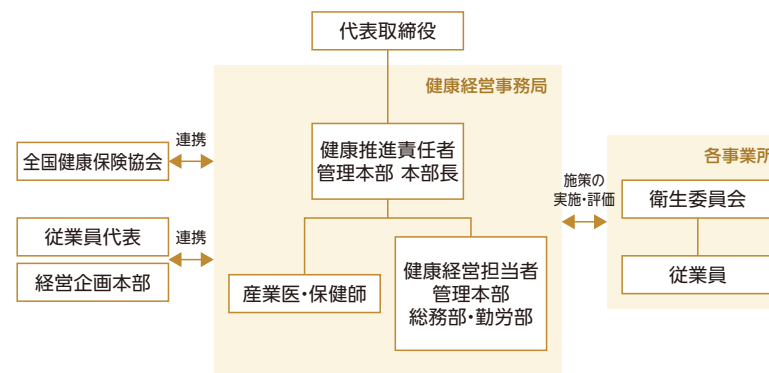 代表取締役
健康経営事務局
健康推進責任者
管理本部 本部長
産業医・保健師
健康経営担当者
管理本部
総務部・勤労部
連携
全国健康保険協会
連携
従業員代表
経営企画本部
施策の
実施・評価
各事業所
衛生委員会
従業員